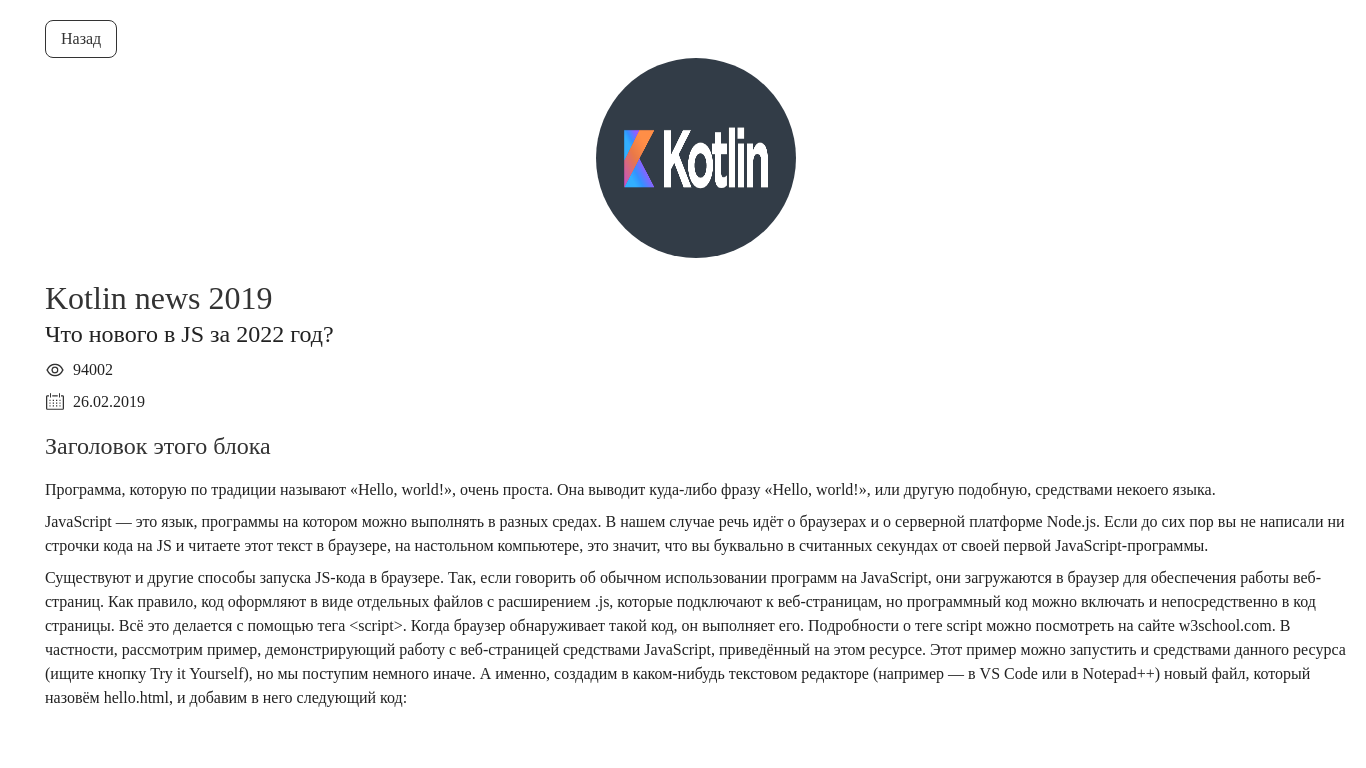 Назад
Kotlin
Kotlin news 2019
Что нового в JS за 2022 год?
94002
26.02.2019
Заголовок этого блока
Программа, которую по традиции называют «Hello, world!», очень проста. Она выводит куда-либо фразу «Hello, world!», или другую подобную, средствами некоего языка.
JavaScript — это язык, программы на котором можно выполнять в разных средах. В нашем случае речь идёт о браузерах и о серверной платформе Node.js. Если до сих пор вы не написали ни
строчки кода на JS и читаете этот текст в браузере, на настольном компьютере, это значит, что вы буквально в считанных секундах от своей первой JavaScript-программы.
Существуют и другие способы запуска JS-кода в браузере. Так, если говорить об обычном использовании программ на JavaScript, они загружаются в браузер для обеспечения работы веб-
страниц. Как правило, код оформляют в виде отдельных файлов с расширением .js, которые подключают к веб-страницам, но программный код можно включать и непосредственно в код
страницы. Всё это делается с помощью тега <script>. Когда браузер обнаруживает такой код, он выполняет его. Подробности о теге script можно посмотреть на сайте w3school.com. В
частности, рассмотрим пример, демонстрирующий работу с веб-страницей средствами JavaScript, приведённый на этом ресурсе. Этот пример можно запустить и средствами данного ресурса
(ищите кнопку Try it Yourself), но мы поступим немного иначе. А именно, создадим в каком-нибудь текстовом редакторе (например — в VS Code или в Notepad++) новый файл, который
назовём hello.html, и добавим в него следующий код: